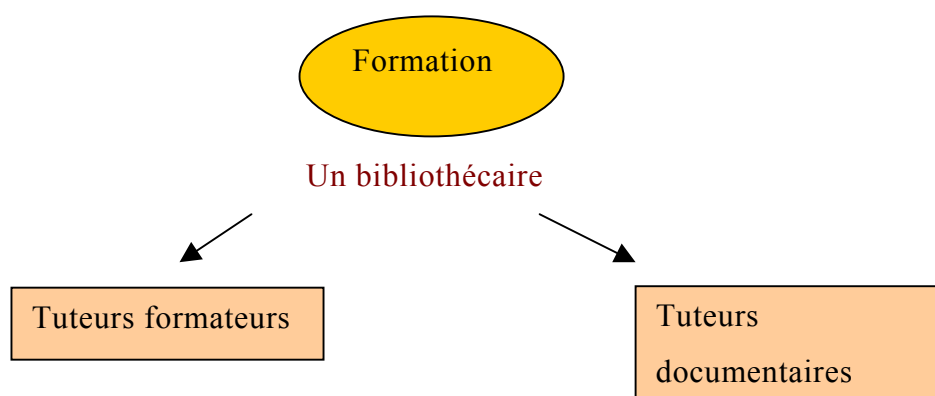 Formation
Un bibliothécaire
Tuteurs formateurs
Tuteurs
documentaires